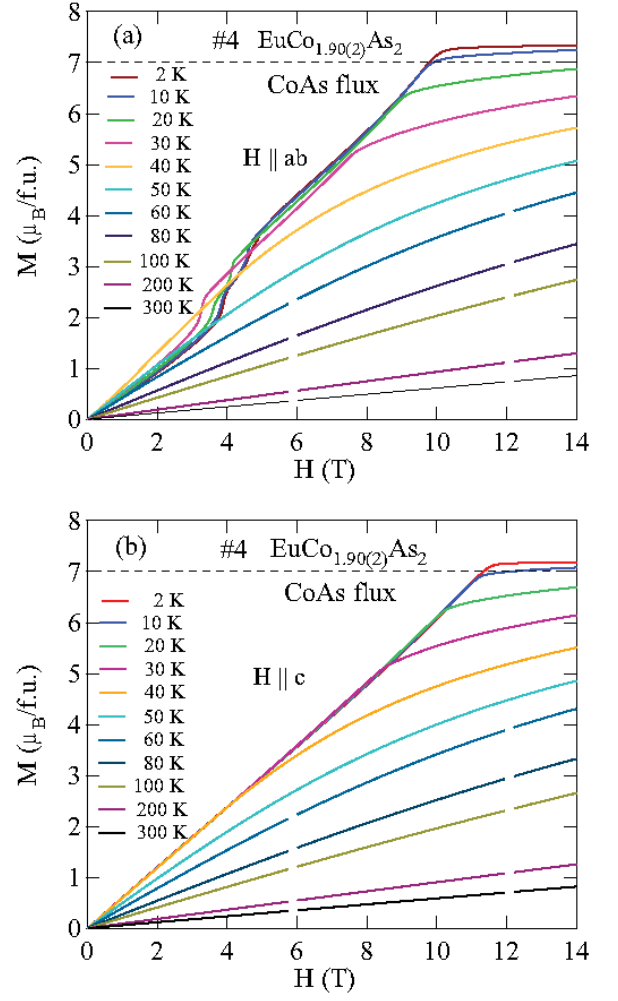 (a) #4 EuCo1.90(2)As2
CoAs flux
H || ab
2 K
10 K
20 K
30 K
40 K
50 K
60 K
80 K
100 K
200 K
300 K
M (μB/f.u.)
8
7
6
5
4
3
2
1
0
0 2 4 6 8 10 12 14
H (T)
(b) #4 EuCo1.90(2)As2
CoAs flux
H || c
2 K
10 K
20 K
30 K
40 K
50 K
60 K
80 K
100 K
200 K
300 K
M (μB/f.u.)
8
7
6
5
4
3
2
1
0
0 2 4 6 8 10 12 14
H (T)